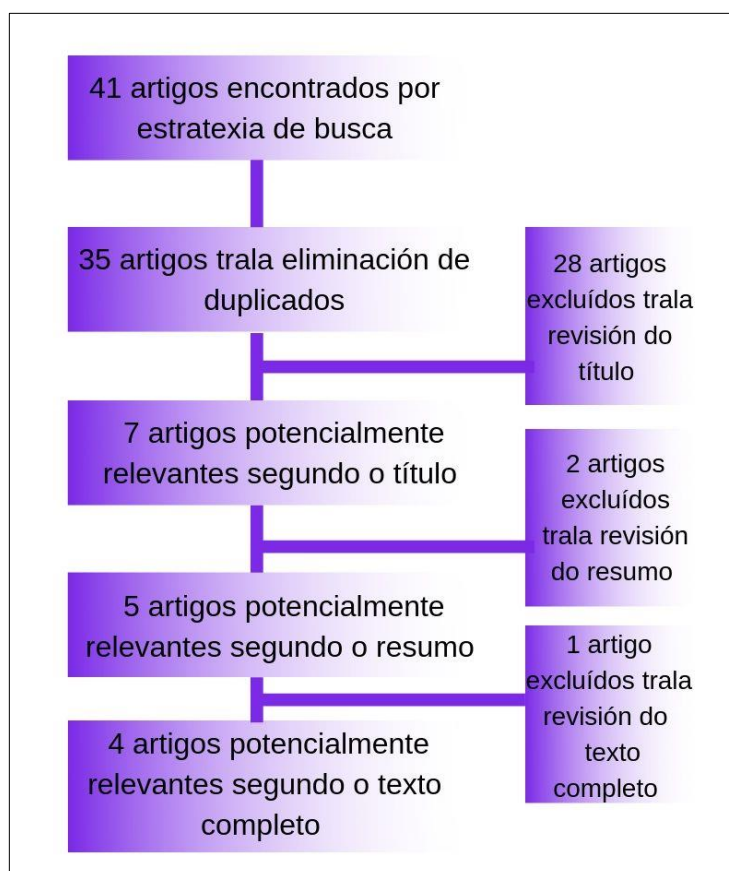 41 artigos encontrados por
estratexia de busca
35 artigos trala eliminación de
duplicados
28 artigos
excluídos trala
revisión do
título
7 artigos potencialmente
relevantes segundo o título
2 artigos
excluídos
trala revisión
do resumo
5 artigos potencialmente
relevantes segundo o resumo
1 artigo
excluídos trala
revisión do
texto
completo
4 artigos potencialmente
relevantes segundo o texto
completo